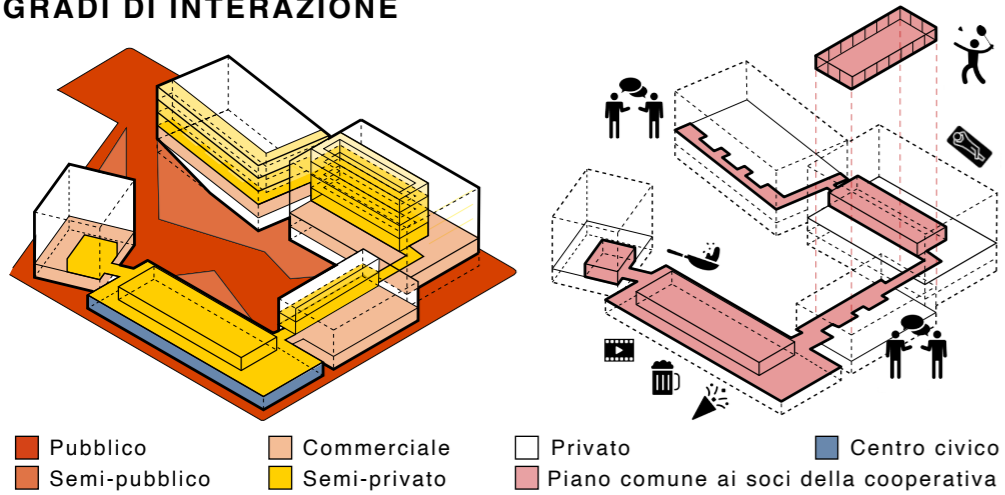 GRADI DI INTERAZIONE
Pubblico
Commerciale
Privato
Centro civico
Semi-pubblico
Semi-privato
Piano comune ai soci della cooperativa